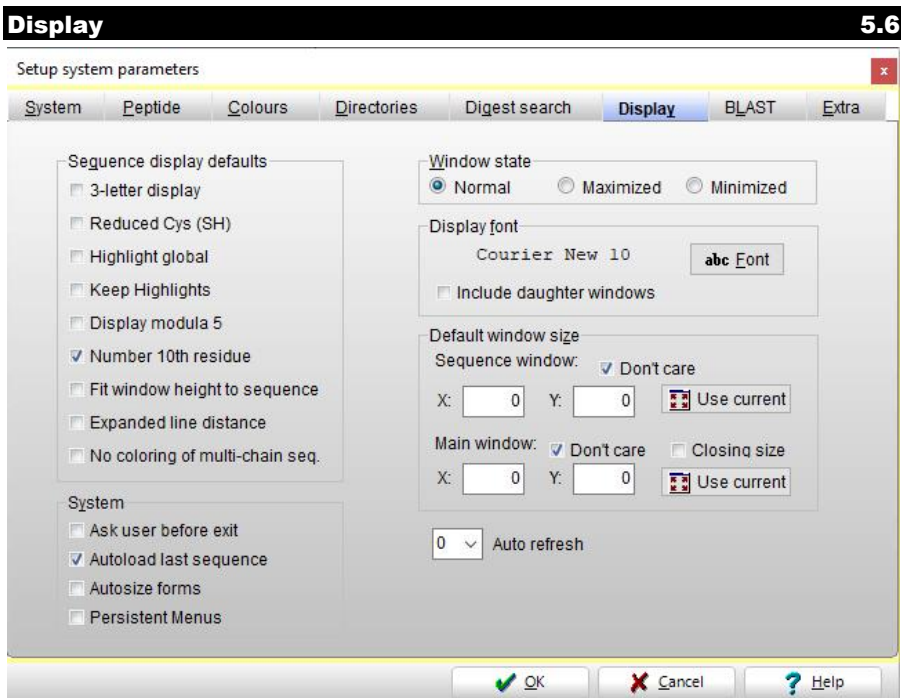 Display 5.6
Setup system parameters
x
System Peptide Colours Directories Digest search Display BLAST Extra
Sequence display defaults
3-letter display
Reduced Cys (SH)
Highlight global
Keep Highlights
Display modula 5
Number 10th residue
Fit window height to sequence
Expanded line distance
No coloring of multi-chain seq.
System
Ask user before exit
Autoload last sequence
Autosize forms
Persistent Menus
Window state
Normal Maximized Minimized
Display font
Courier New 10 abc Font
Include daughter windows
Default window size
Sequence window: Don't care
X: 0 Y: 0 Use current
Main window: Don't care Closing size
X: 0 Y: 0 Use current
0 Auto refresh
OK Cancel ? Help